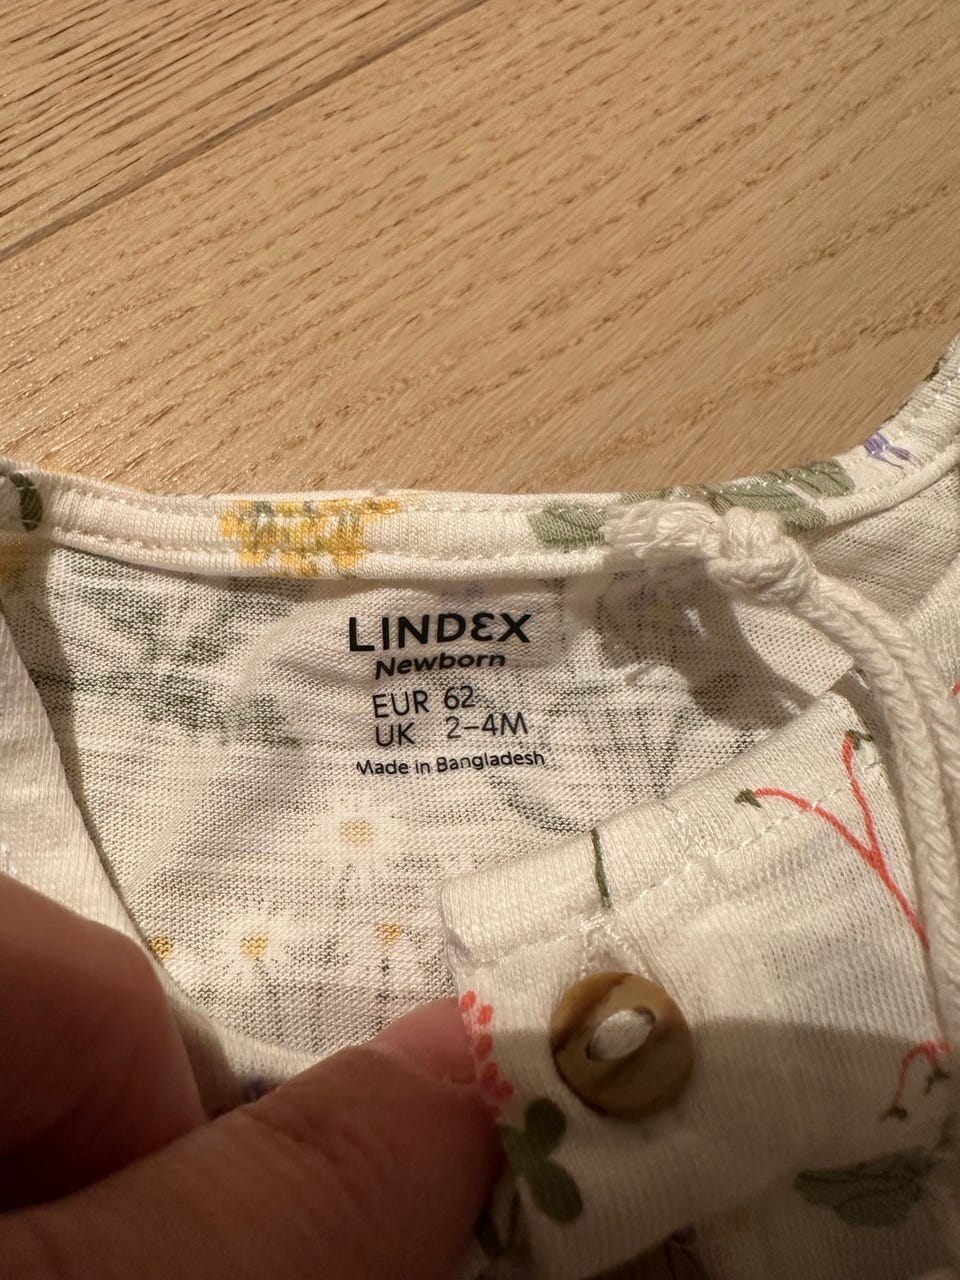 LINDEX
Newborn
EUR 62
UK 2-4M
Made in Bangladesh